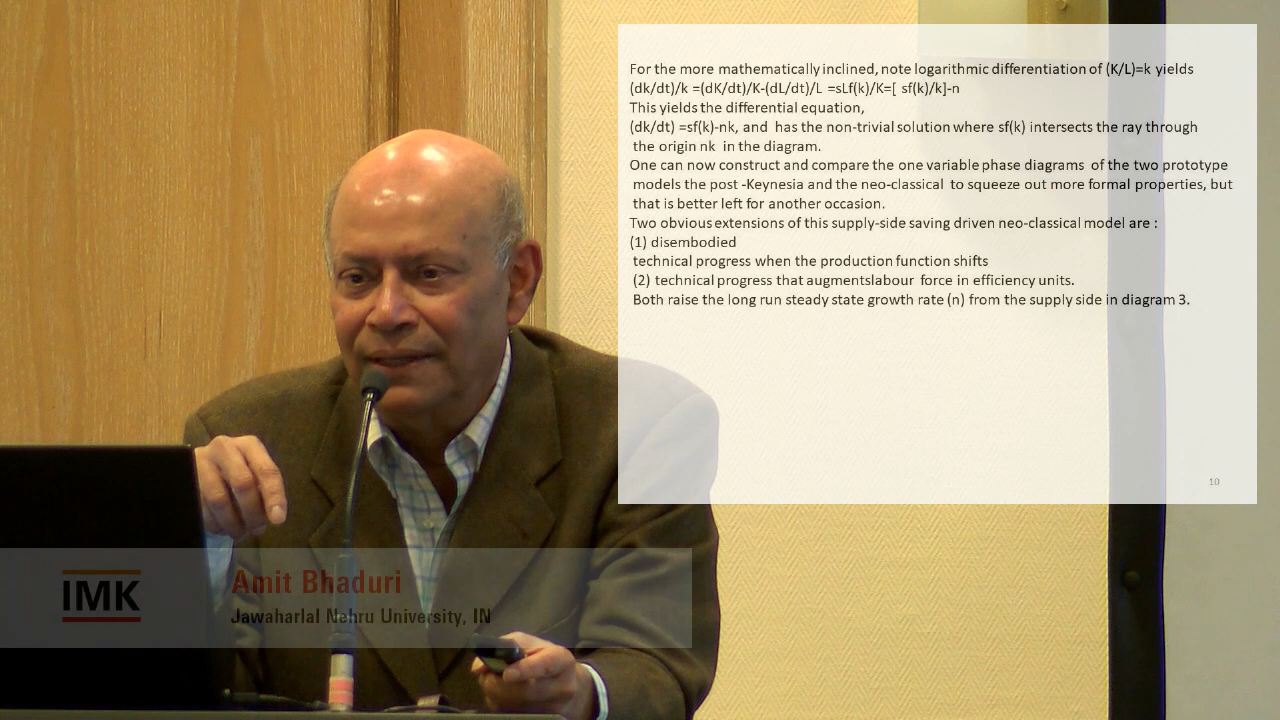 For the more mathematically inclined, note logarithmic differentiation of (K/L)=k yields
(dk/dt)/k =(dK/dt)/K-(dL/dt)/L =sLf(k)/K=[ sf(k)/k]-n
This yields the differential equation,
(dk/dt) =sf(k)-nk, and has the non-trivial solution where sf(k) intersects the ray through
the origin nk in the diagram.
One can now construct and compare the one variable phase diagrams of the two prototype
models the post -Keynesia and the neo-classical to squeeze out more formal properties, but
that is better left for another occasion.
Two obvious extensions of this supply-side saving driven neo-classical model are :
(1) disembodied
technical progress when the production function shifts
(2) technical progress that augmentslabour force in efficiency units.
Both raise the long run steady state growth rate (n) from the supply side in diagram 3.
10
IMK
Amit Bhaduri
Jawaharlal Nehru University, IN